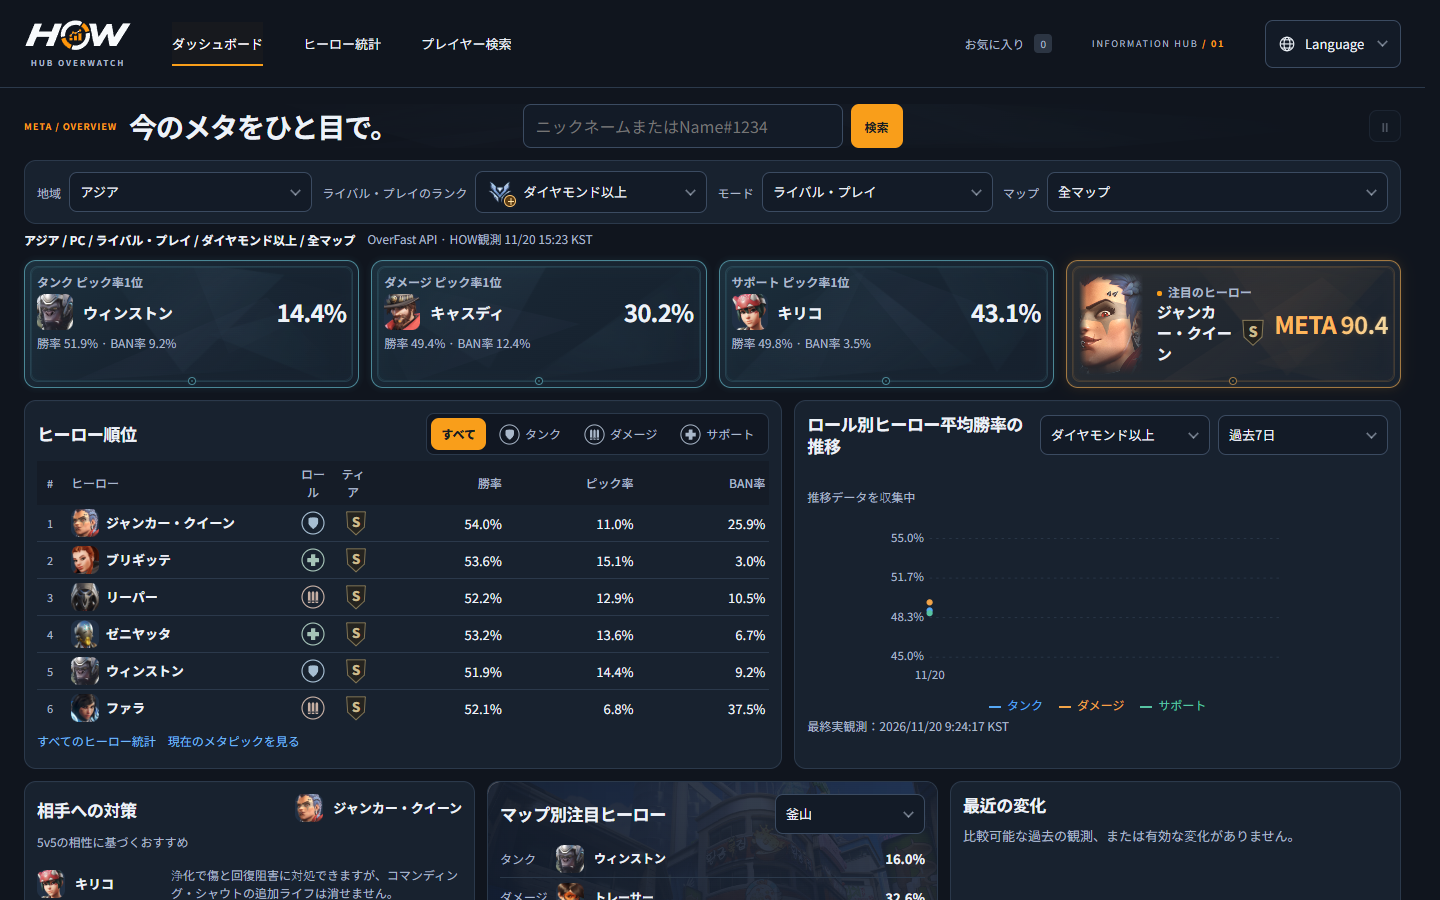 HOW
HUB OVERWATCH
ダッシュボード
ヒーロー統計
プレイヤー検索
お気に入り 0
INFORMATION HUB / 01
Language
META / OVERVIEW
今のメタをひと目で。
ニックネームまたはName#1234
検索
地域
アジア
ライバル・プレイのランク
ダイヤモンド以上
モード
ライバル・プレイ
マップ
全マップ
アジア / PC / ライバル・プレイ / ダイヤモンド以上 / 全マップ
OverFast API · HOW観測 11/20 15:23 KST
タンク ピック率1位
ウィンストン
14.4%
勝率 51.9% · BAN率 9.2%
ダメージ ピック率1位
キャスディ
30.2%
勝率 49.4% · BAN率 12.4%
サポート ピック率1位
キリコ
43.1%
勝率 49.8% · BAN率 3.5%
注目のヒーロー
ジャンカ
ー・クイー
ン
S
META 90.4
ヒーロー順位
すべて
タンク
ダメージ
サポート
# ヒーロー ロー ティ 勝率 ピック率 BAN率
ル ア
1 ジャンカー・クイーン S 54.0% 11.0% 25.9%
2 ブリギッテ S 53.6% 15.1% 3.0%
3 リーパー S 52.2% 12.9% 10.5%
4 ゼニヤッタ S 53.2% 13.6% 6.7%
5 ウィンストン S 51.9% 14.4% 9.2%
6 ファラ S 52.1% 6.8% 37.5%
すべてのヒーロー統計 現在のメタピックを見る
ロール別ヒーロー平均勝率の
推移
ダイヤモンド以上
過去7日
推移データを収集中
55.0%
51.7%
48.3%
45.0%
11/20
タンク ダメージ サポート
最終実観測：2026/11/20 9:24:17 KST
相手への対策
ジャンカー・クイーン
5v5の相性に基づくおすすめ
キリコ
浄化で傷と回復阻害に対処できますが、コマンディン
グ・シャウトの追加ライフは消せません。
マップ別注目ヒーロー
釜山
タンク ウィンストン 16.0%
ダメージ トレーサー 32.6%
最近の変化
比較可能な過去の観測、または有効な変化がありません。